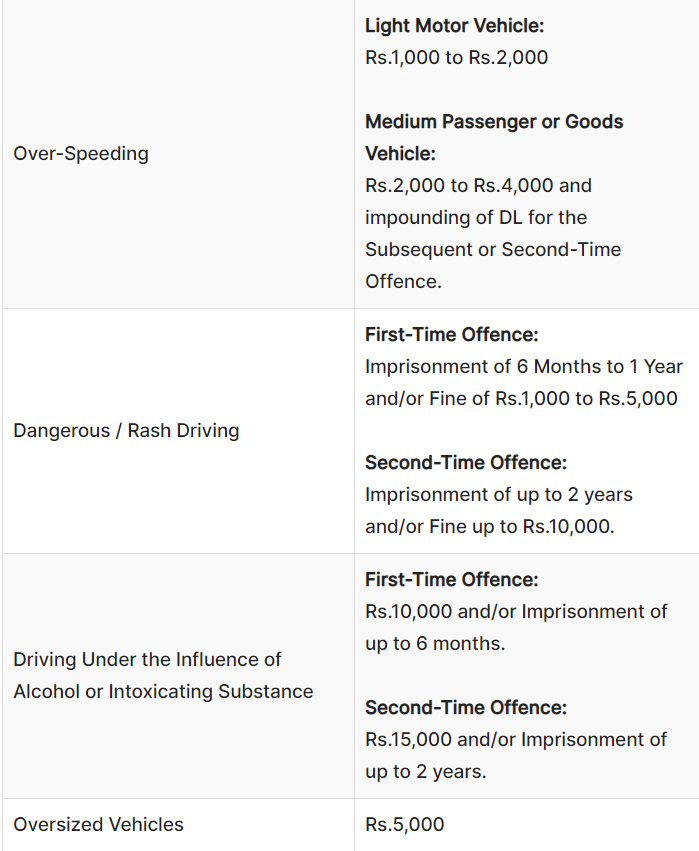 Over-Speeding
Light Motor Vehicle:
Rs.1,000 to Rs.2,000
Medium Passenger or Goods
Vehicle:
Rs.2,000 to Rs.4,000 and
impounding of DL for the
Subsequent or Second-Time
Offence.
Dangerous / Rash Driving
First-Time Offence:
Imprisonment of 6 Months to 1 Year
and/or Fine of Rs.1,000 to Rs.5,000
Second-Time Offence:
Imprisonment of up to 2 years
and/or Fine up to Rs.10,000.
Driving Under the Influence of
Alcohol or Intoxicating Substance
First-Time Offence:
Rs.10,000 and/or Imprisonment of
up to 6 months.
Second-Time Offence:
Rs.15,000 and/or Imprisonment of
up to 2 years.
Oversized Vehicles
Rs.5,000